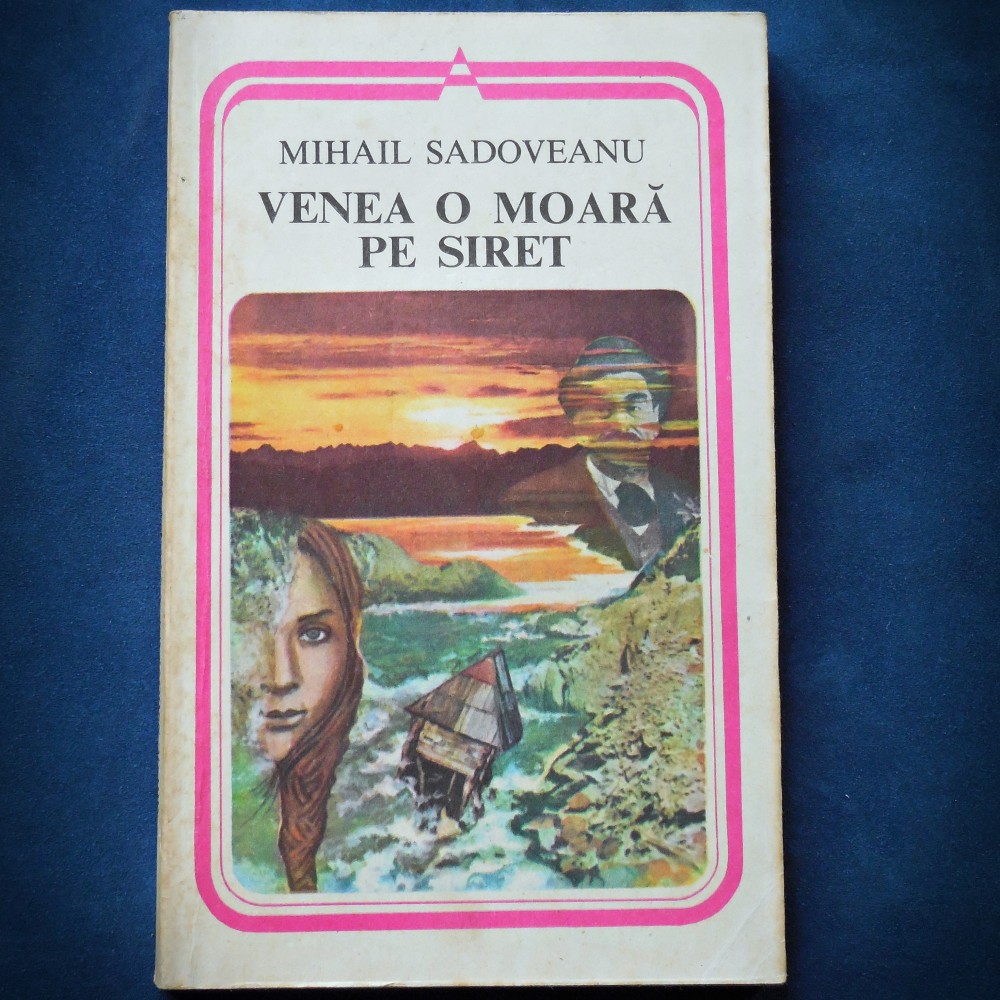 MIHAIL SADOVEANU
VENEA O MOARĂ
PE SIRET